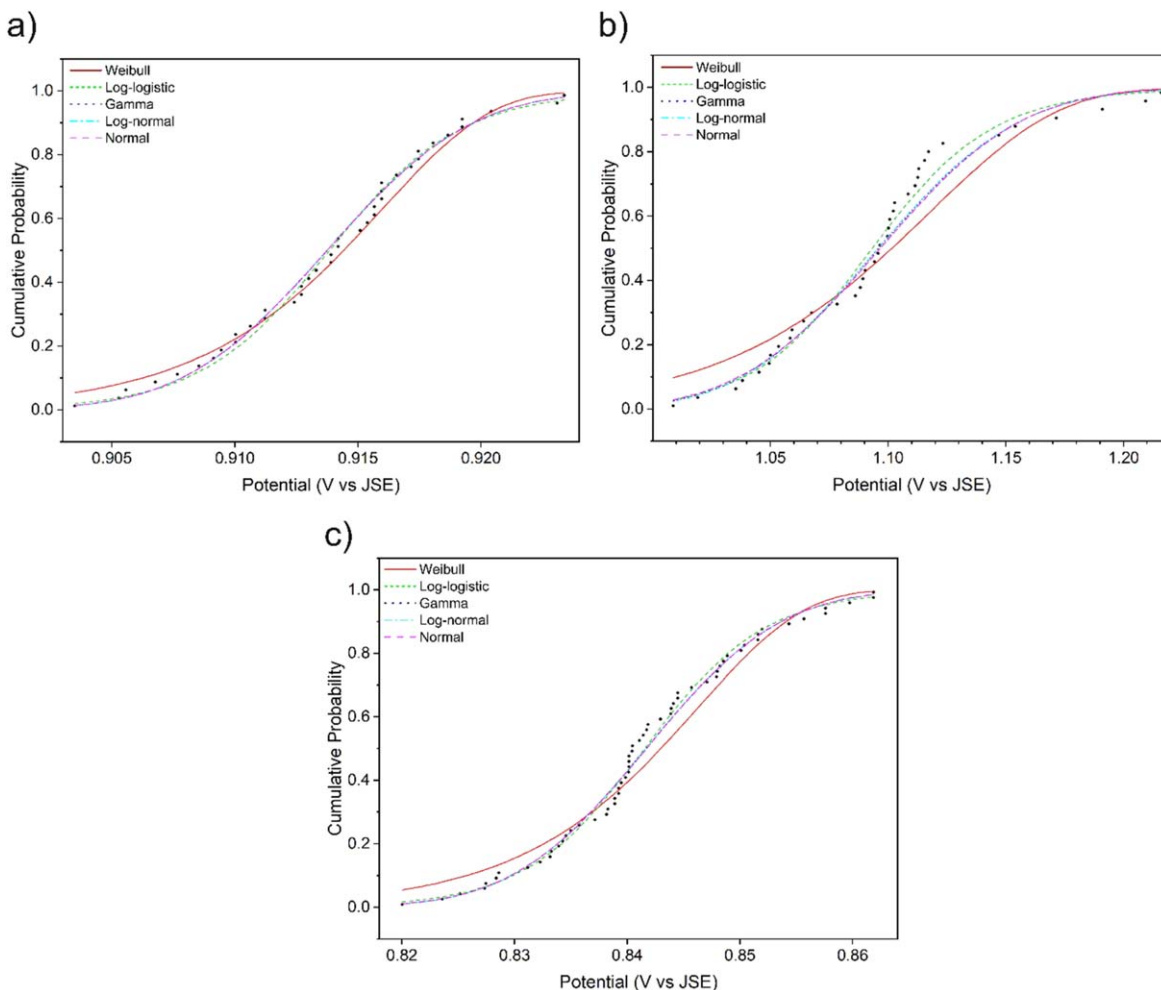 a)
Weibull
Log-logistic
Gamma
Log-normal
Normal
1.0
0.8
0.6
0.4
0.2
0.0
Cumulative Probability
0.905
0.910
0.915
0.920
Potential (V vs JSE)
b)
Weibull
Log-logistic
Gamma
Log-normal
Normal
1.0
0.8
0.6
0.4
0.2
0.0
Cumulative Probability
1.05
1.10
1.15
1.20
Potential (V vs JSE)
c)
Weibull
Log-logistic
Gamma
Log-normal
Normal
1.0
0.8
0.6
0.4
0.2
0.0
Cumulative Probability
0.82
0.83
0.84
0.85
0.86
Potential (V vs JSE)